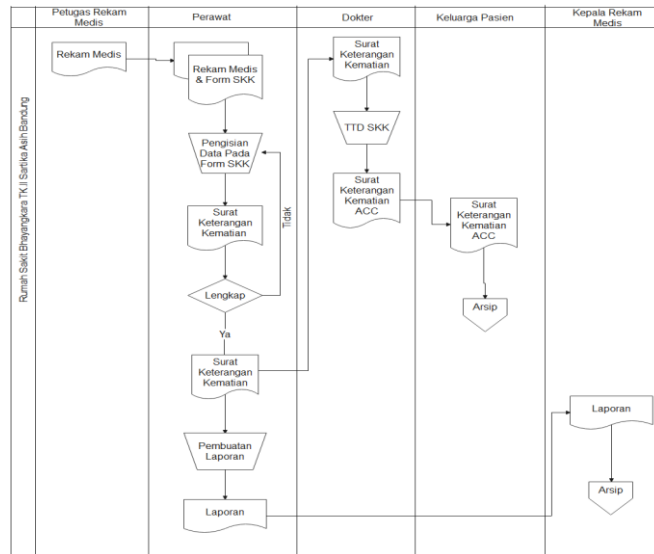 Petugas Rekam
Medis
Perawat
Dokter
Keluarga Pasien
Kepala Rekam
Medis
Rumah Sakit Bhayangkara TK.II Sartika Asih Bandung
Rekam Medis
Rekam Medis
& Form SKK
Pengisian
Data Pada
Form SKK
Surat
Keterangan
Kematian
Tidak
Lengkap
Ya
Surat
Keterangan
Kematian
Pembuatan
Laporan
Laporan
Surat
Keterangan
Kematian
TTD SKK
Surat
Keterangan
Kematian
ACC
Surat
Keterangan
Kematian
ACC
Arsip
Laporan
Arsip